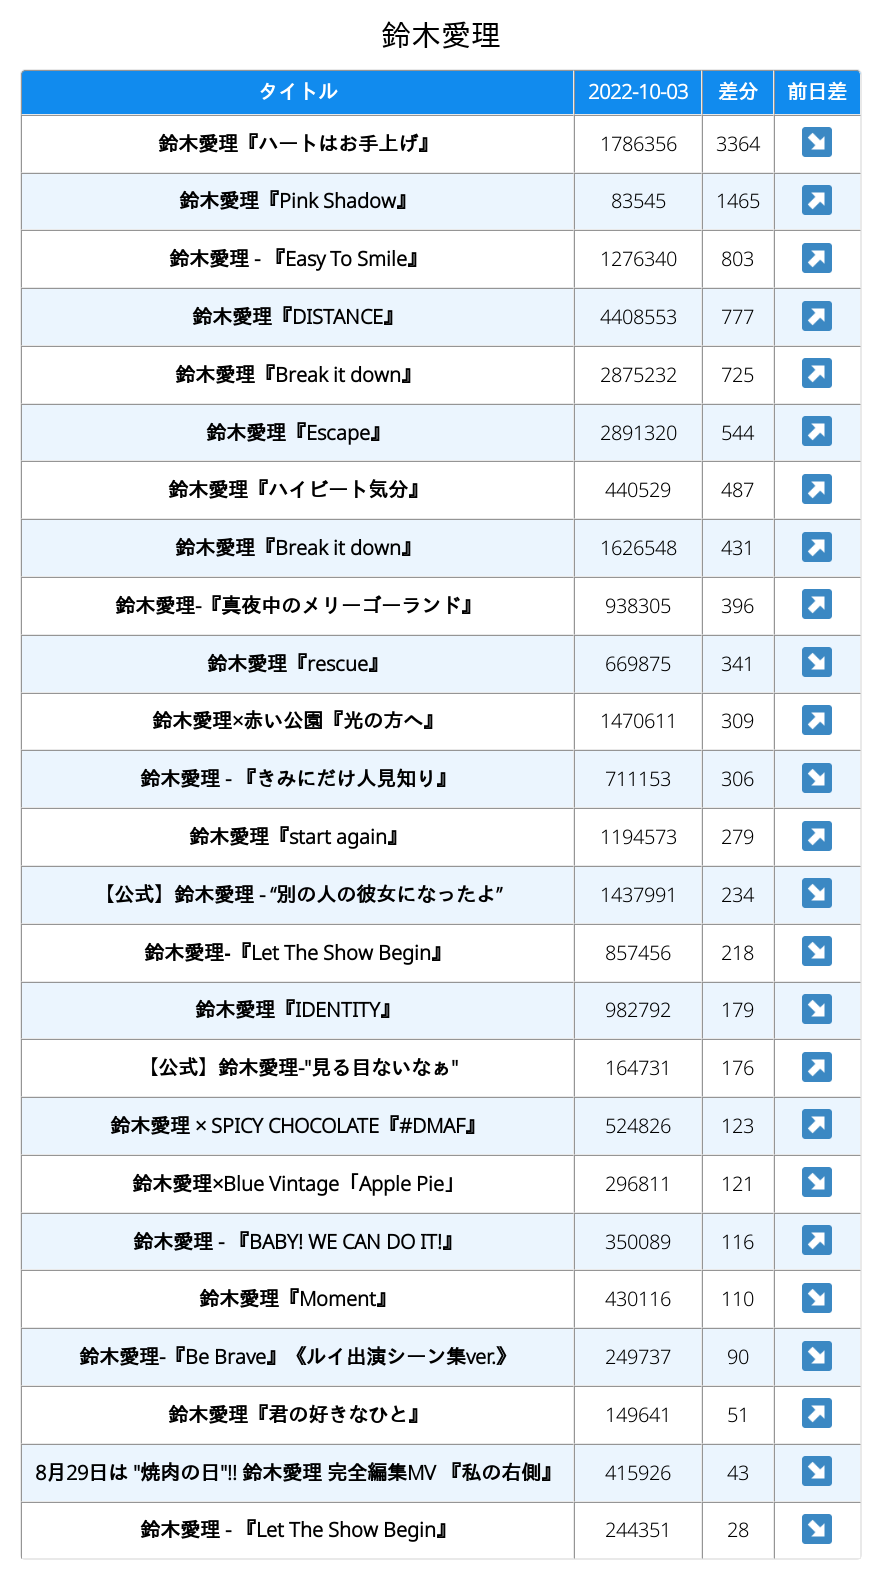 鈴木愛理
タイトル 2022-10-03 差分 前日差
鈴木愛理『ハートはお手上げ』 1786356 3364 ↘
鈴木愛理『Pink Shadow』 83545 1465 ↗
鈴木愛理 - 『Easy To Smile』 1276340 803 ↗
鈴木愛理『DISTANCE』 4408553 777 ↗
鈴木愛理『Break it down』 2875232 725 ↗
鈴木愛理『Escape』 2891320 544 ↗
鈴木愛理『ハイビート気分』 440529 487 ↗
鈴木愛理『Break it down』 1626548 431 ↗
鈴木愛理-『真夜中のメリーゴーランド』 938305 396 ↗
鈴木愛理『rescue』 669875 341 ↘
鈴木愛理×赤い公園『光の方へ』 1470611 309 ↗
鈴木愛理 - 『きみにだけ人見知り』 711153 306 ↘
鈴木愛理『start again』 1194573 279 ↗
【公式】鈴木愛理 - “別の人の彼女になったよ” 1437991 234 ↘
鈴木愛理-『Let The Show Begin』 857456 218 ↘
鈴木愛理『IDENTITY』 982792 179 ↘
【公式】鈴木愛理-"見る目ないなぁ" 164731 176 ↗
鈴木愛理 × SPICY CHOCOLATE『#DMAF』 524826 123 ↗
鈴木愛理×Blue Vintage「Apple Pie」 296811 121 ↘
鈴木愛理 - 『BABY! WE CAN DO IT!』 350089 116 ↗
鈴木愛理『Moment』 430116 110 ↘
鈴木愛理-『Be Brave』《ルイ出演シーン集ver.》 249737 90 ↘
鈴木愛理『君の好きなひと』 149641 51 ↗
8月29日は "焼肉の日"!! 鈴木愛理 完全編集MV 『私の右側』 415926 43 ↘
鈴木愛理 - 『Let The Show Begin』 244351 28 ↘